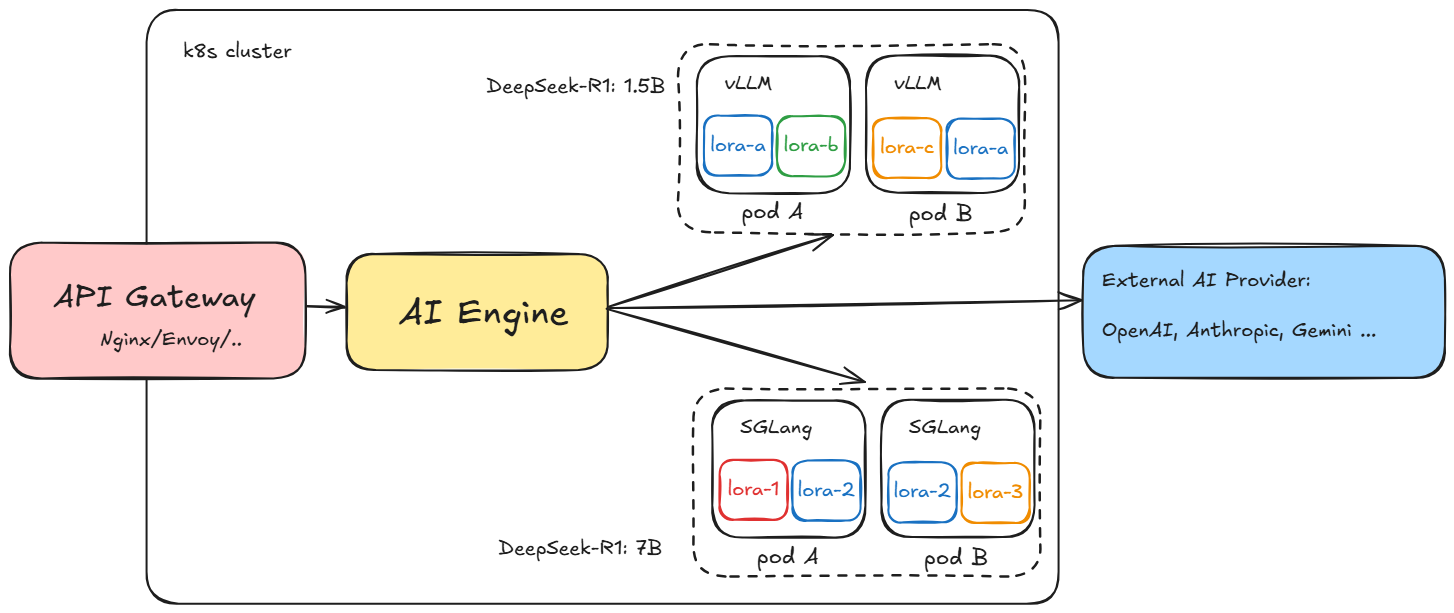 k8s cluster
DeepSeek-R1: 1.5B
vLLM
lora-a
lora-b
pod A
vLLM
lora-c
lora-a
pod B
API Gateway
Nginx/Envoy/..
AI Engine
External AI Provider:
OpenAI, Anthropic, Gemini ...
SGLang
lora-1
lora-2
pod A
SGLang
lora-2
lora-3
pod B
DeepSeek-R1: 7B